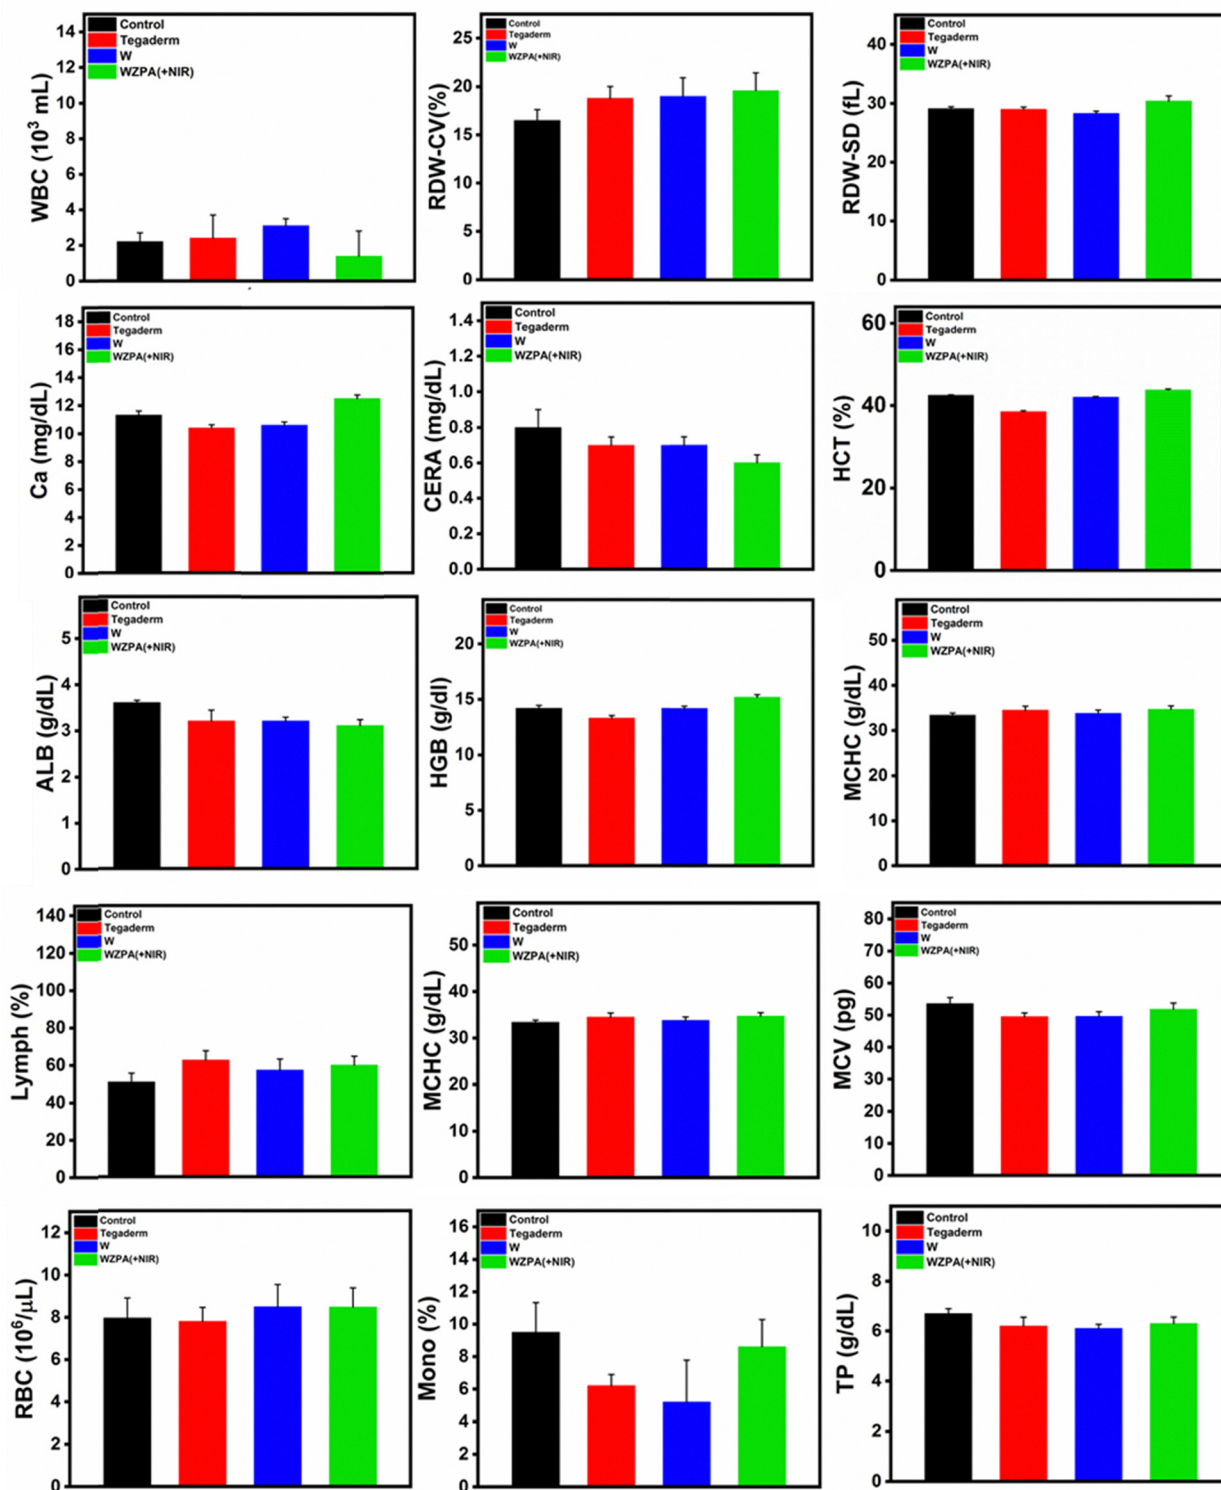 WBC (10³ mL)
14
12
10
8
6
4
2
0
Control
Tegaderm
W
WZPA(+NIR)
RDW-CV(%)
25
20
15
10
5
0
Control
Tegaderm
W
WZPA(+NIR)
RDW-SD (fL)
40
30
20
10
0
Control
Tegaderm
W
WZPA(+NIR)
Ca (mg/dL)
18
16
14
12
10
8
6
4
2
0
Control
Tegaderm
W
WZPA(+NIR)
CERA (mg/dL)
1.4
1.2
1.0
0.8
0.6
0.4
0.2
0.0
Control
Tegaderm
W
WZPA(+NIR)
HCT (%)
60
40
20
0
Control
Tegaderm
W
WZPA(+NIR)
ALB (g/dL)
5
4
3
2
1
0
Control
Tegaderm
W
WZPA(+NIR)
HGB (g/dl)
20
15
10
5
0
Control
Tegaderm
W
WZPA(+NIR)
MCHC (g/dL)
50
40
30
20
10
0
Control
Tegaderm
W
WZPA(+NIR)
Lymph (%)
140
120
100
80
60
40
20
0
Control
Tegaderm
W
WZPA(+NIR)
MCHC (g/dL)
50
40
30
20
10
0
Control
Tegaderm
W
WZPA(+NIR)
MCV (pg)
80
70
60
50
40
30
20
10
0
Control
Tegaderm
W
WZPA(+NIR)
RBC (10⁶/μL)
12
10
8
6
4
2
0
Control
Tegaderm
W
WZPA(+NIR)
Mono (%)
16
14
12
10
8
6
4
2
0
Control
Tegaderm
W
WZPA(+NIR)
TP (g/dL)
10
8
6
4
2
0
Control
Tegaderm
W
WZPA(+NIR)